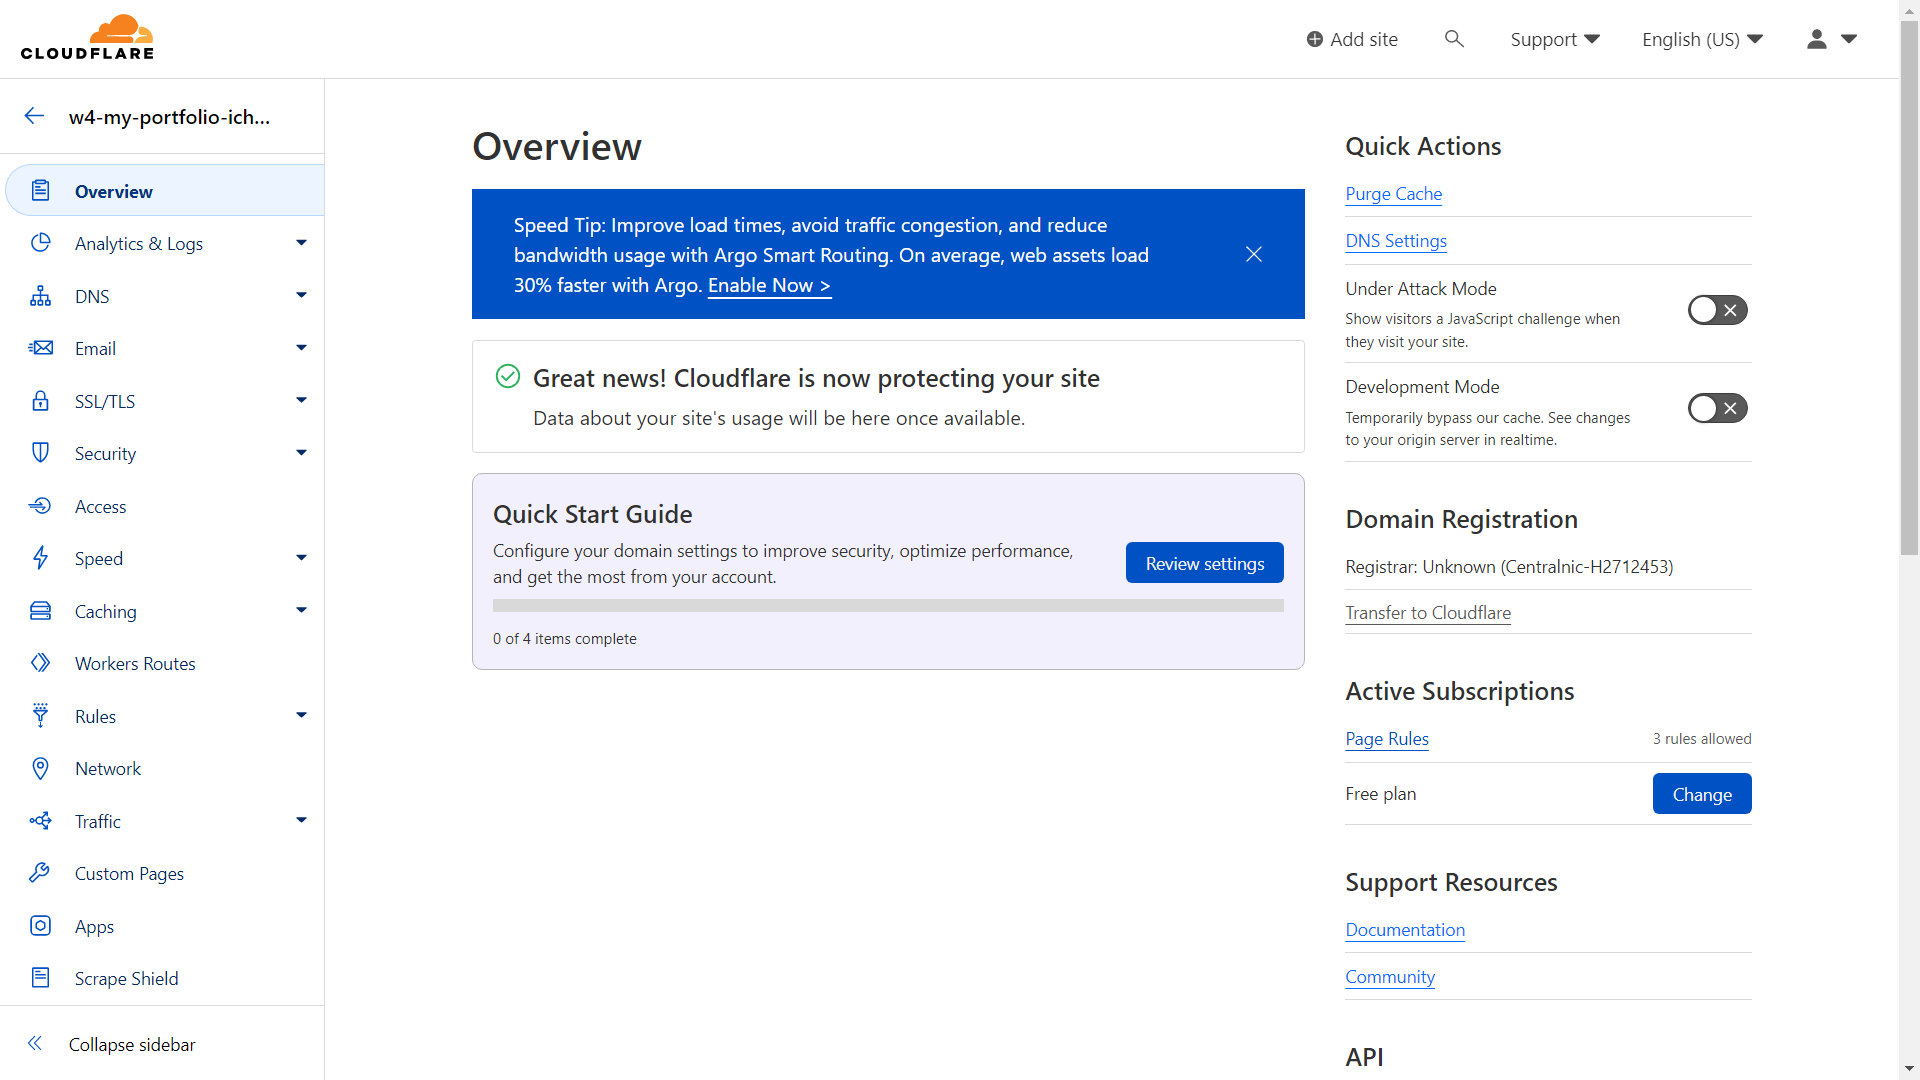 CLOUDFLARE
Add site
Support
English (US)
w4-my-portfolio-ich...
Overview
Analytics & Logs
DNS
Email
SSL/TLS
Security
Access
Speed
Caching
Workers Routes
Rules
Network
Traffic
Custom Pages
Apps
Scrape Shield
Collapse sidebar
Overview
Speed Tip: Improve load times, avoid traffic congestion, and reduce
bandwidth usage with Argo Smart Routing. On average, web assets load
30% faster with Argo. Enable Now >
Great news! Cloudflare is now protecting your site
Data about your site's usage will be here once available.
Quick Start Guide
Configure your domain settings to improve security, optimize performance,
and get the most from your account.
Review settings
0 of 4 items complete
Quick Actions
Purge Cache
DNS Settings
Under Attack Mode
Show visitors a JavaScript challenge when
they visit your site.
Development Mode
Temporarily bypass our cache. See changes
to your origin server in realtime.
Domain Registration
Registrar: Unknown (Centralnic-H2712453)
Transfer to Cloudflare
Active Subscriptions
Page Rules
3 rules allowed
Free plan
Change
Support Resources
Documentation
Community
API